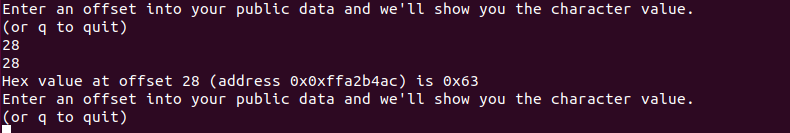 Enter an offset into your public data and we'll show you the character value.
(or q to quit)
28
28
Hex value at offset 28 (address 0x0xffa2b4ac) is 0x63
Enter an offset into your public data and we'll show you the character value.
(or q to quit)